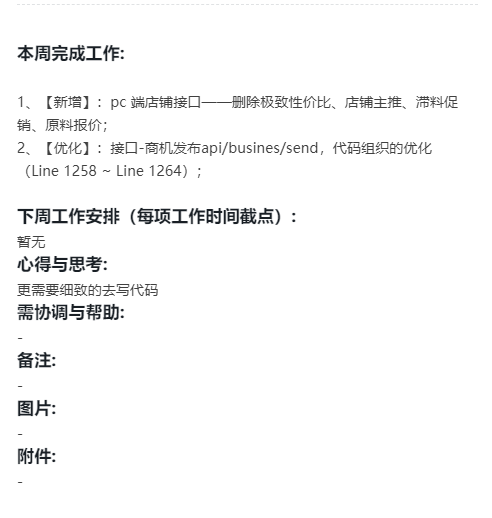 本周完成工作:
1、【新增】：pc 端店铺接口——删除极致性价比、店铺主推、滞料促
销、原料报价；
2、【优化】：接口-商机发布api/busines/send，代码组织的优化
（Line 1258 ~ Line 1264）；
下周工作安排（每项工作时间截点）:
暂无
心得与思考:
更需要细致的去写代码
需协调与帮助:
-
备注:
-
图片:
-
附件:
-